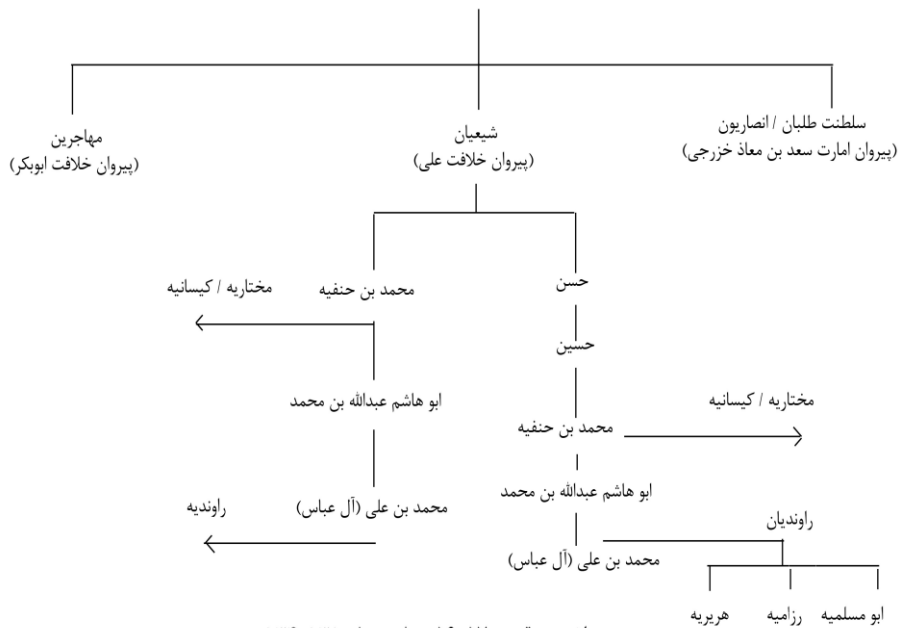 سلطنت طلبان / انصاریون
(پیروان امارت سعد بن معاذ خزرجی)
شیعیان
(پیروان خلافت علی)
مهاجرین
(پیروان خلافت ابوبکر)
حسن
حسین
محمد بن حنفیه
مختاریه / کیسانیه
ابو هاشم عبدالله بن محمد
محمد بن علی (آل عباس)
راوندیان
ابو مسلمیه
رزامیه
هریریه
محمد بن حنفیه
مختاریه / کیسانیه
ابو هاشم عبدالله بن محمد
محمد بن علی (آل عباس)
راوندیه